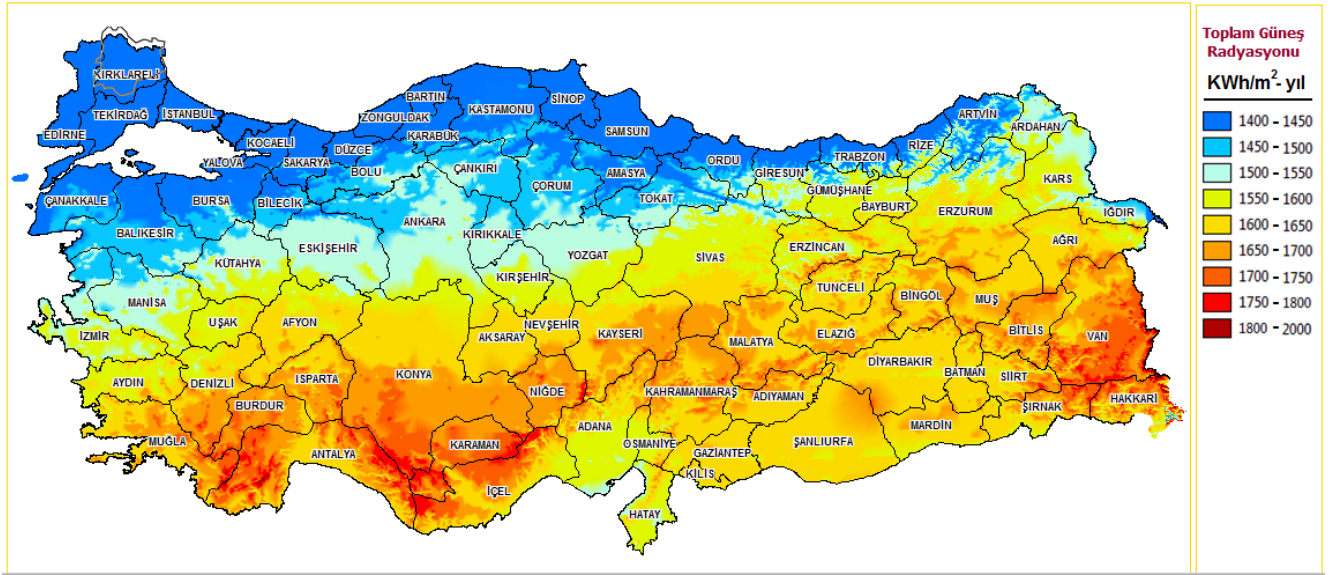 Toplam Güneş
Radyasyonu
KWh/m²- yıl
1400 - 1450
1450 - 1500
1500 - 1550
1550 - 1600
1600 - 1650
1650 - 1700
1700 - 1750
1750 - 1800
1800 - 2000
KIRKLARELİ
TEKİRDAĞ
İSTANBUL
EDİRNE
KOCAELİ
YALOVA
SAKARYA
DÜZCE
ZONGULDAK
BARTIN
KARABÜK
KASTAMONU
SİNOP
SAMSUN
BOLU
ÇANKIRI
ÇORUM
AMASYA
ORDU
GİRESUN
TRABZON
RİZE
ARTVİN
ARDAHAN
ÇANAKKALE
BURSA
BİLECİK
TOKAT
GÜMÜŞHANE
BAYBURT
ERZURUM
KARS
IĞDIR
BALIKESİR
ESKİŞEHİR
ANKARA
KIRIKKALE
YOZGAT
SİVAS
ERZİNCAN
AĞRI
KÜTAHYA
KIRŞEHİR
TUNCELİ
BİNGÖL
MUŞ
MANİSA
UŞAK
AFYON
NEVŞEHİR
AKSARAY
KAYSERİ
MALATYA
ELAZIĞ
BİTLİS
VAN
İZMİR
AYDIN
DENİZLİ
ISPARTA
KONYA
NİĞDE
KAHRAMANMARAŞ
ADIYAMAN
DİYARBAKIR
BATMAN
SİİRT
ŞIRNAK
HAKKARİ
BURDUR
MUĞLA
ANTALYA
KARAMAN
İÇEL
ADANA
OSMANİYE
GAZİANTEP
KİLİS
ŞANLIURFA
MARDİN
HATAY